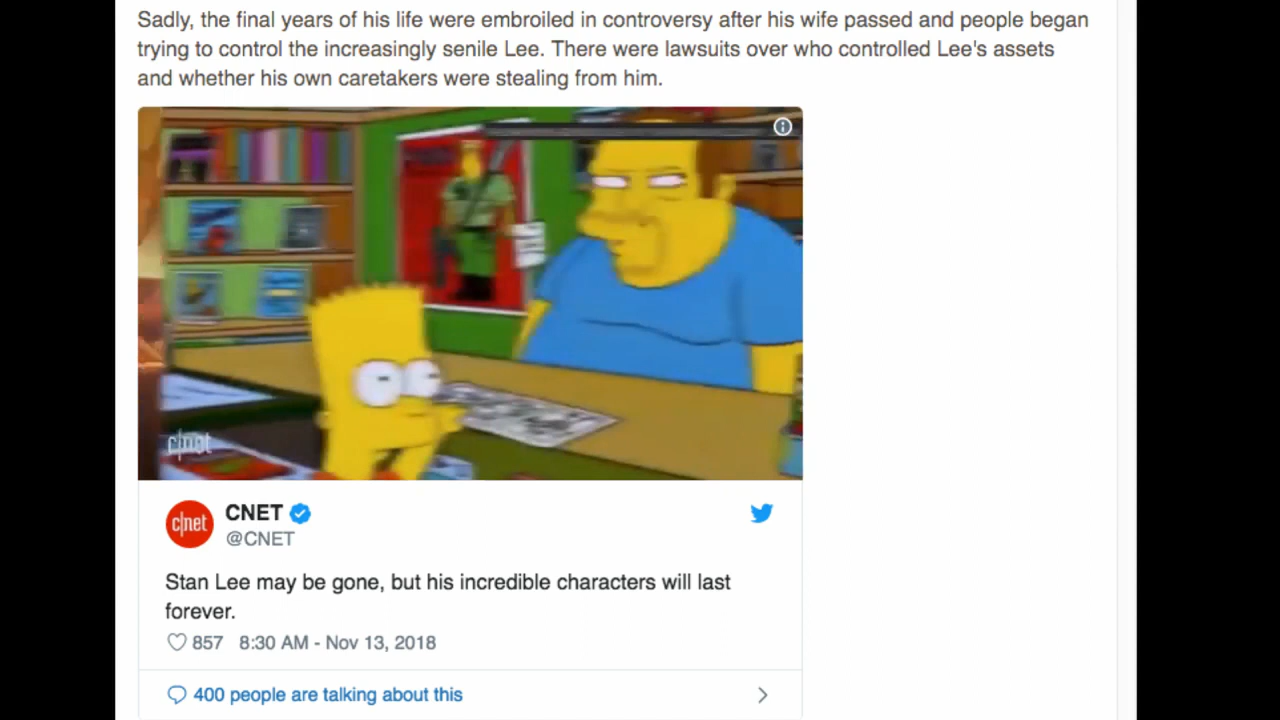 Sadly, the final years of his life were embroiled in controversy after his wife passed and people began
trying to control the increasingly senile Lee. There were lawsuits over who controlled Lee's assets
and whether his own caretakers were stealing from him.
c|net
c|net
CNET
@CNET
Stan Lee may be gone, but his incredible characters will last
forever.
857 8:30 AM - Nov 13, 2018
400 people are talking about this